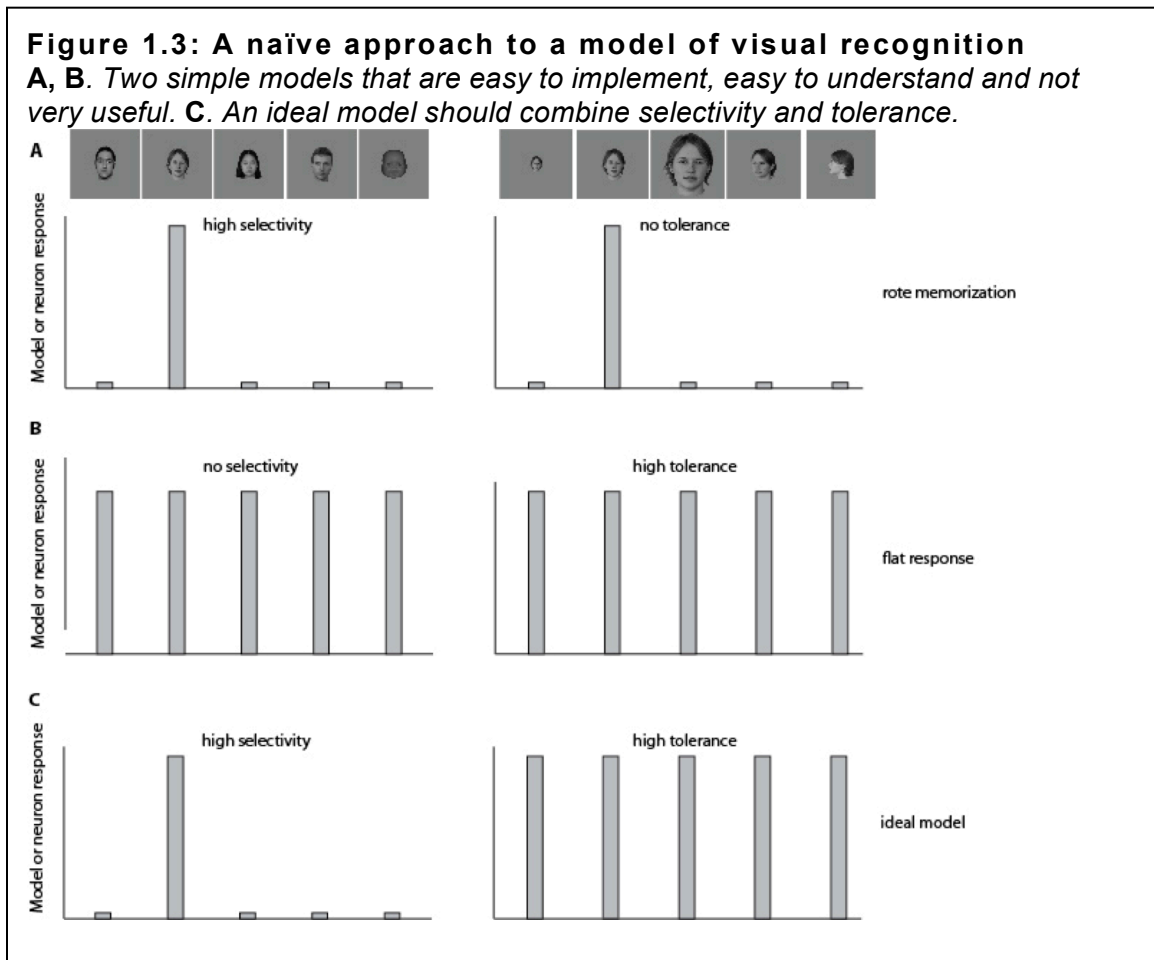 Figure 1.3: A naïve approach to a model of visual recognition
A, B. Two simple models that are easy to implement, easy to understand and not
very useful. C. An ideal model should combine selectivity and tolerance.
A
Model or neuron response
high selectivity
no tolerance
rote memorization
B
Model or neuron response
no selectivity
high tolerance
flat response
C
Model or neuron response
high selectivity
high tolerance
ideal model